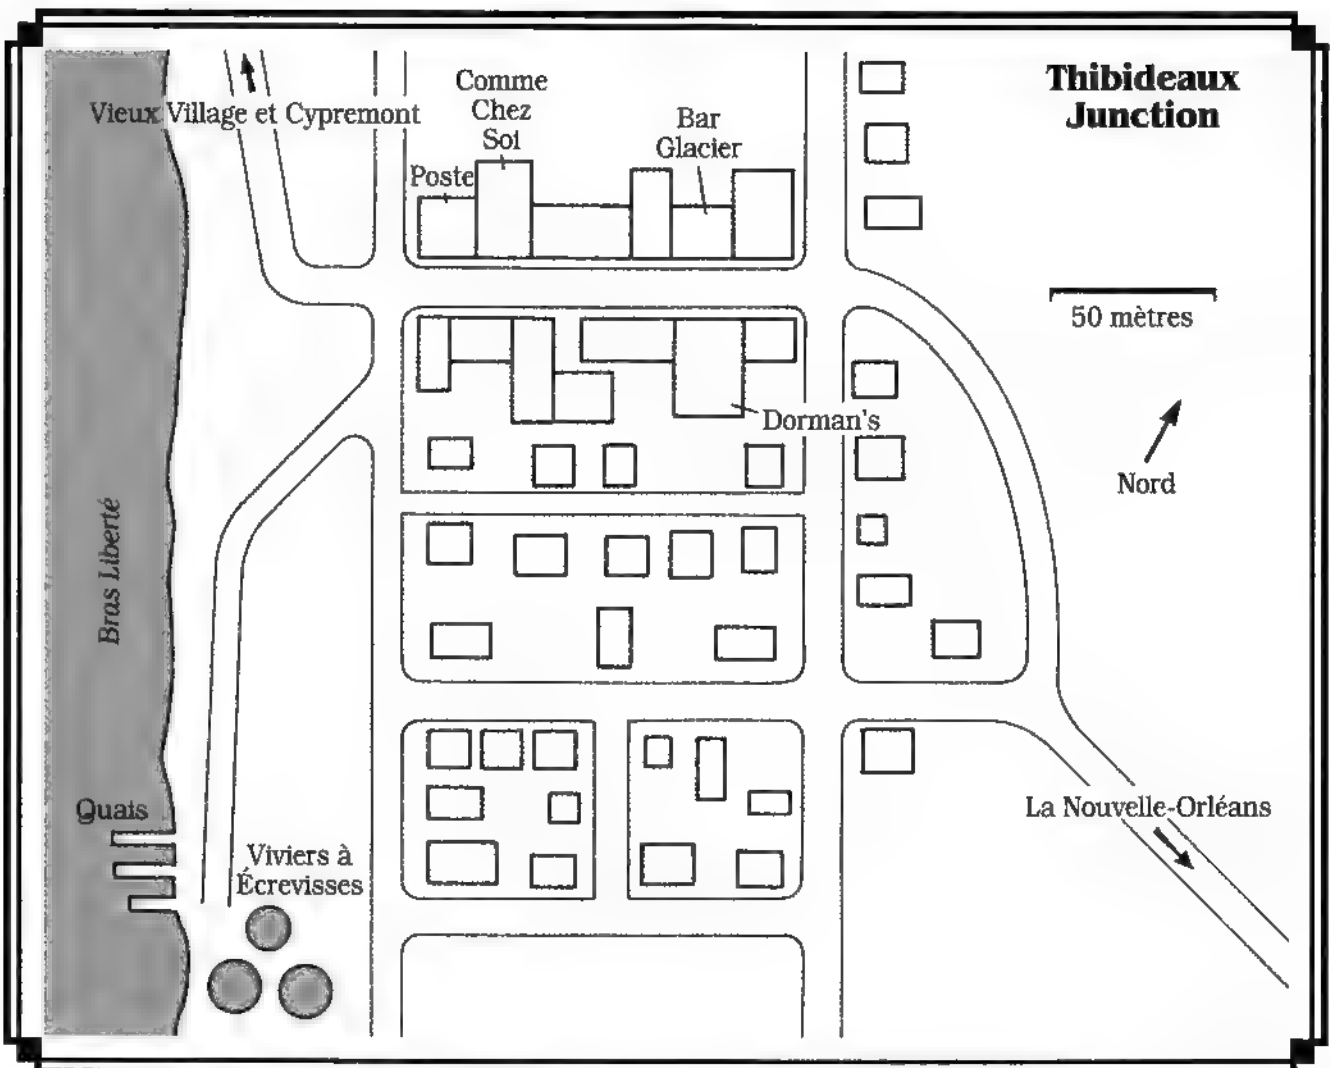 Thibideaux
Junction
Comme
Chez
Soi
Vieux Village et Cypremont
Bar
Glacier
Poste
50 mètres
Dorman's
Nord
Bras Liberté
Quais
La Nouvelle-Orléans
Viviers à
Écrevisses